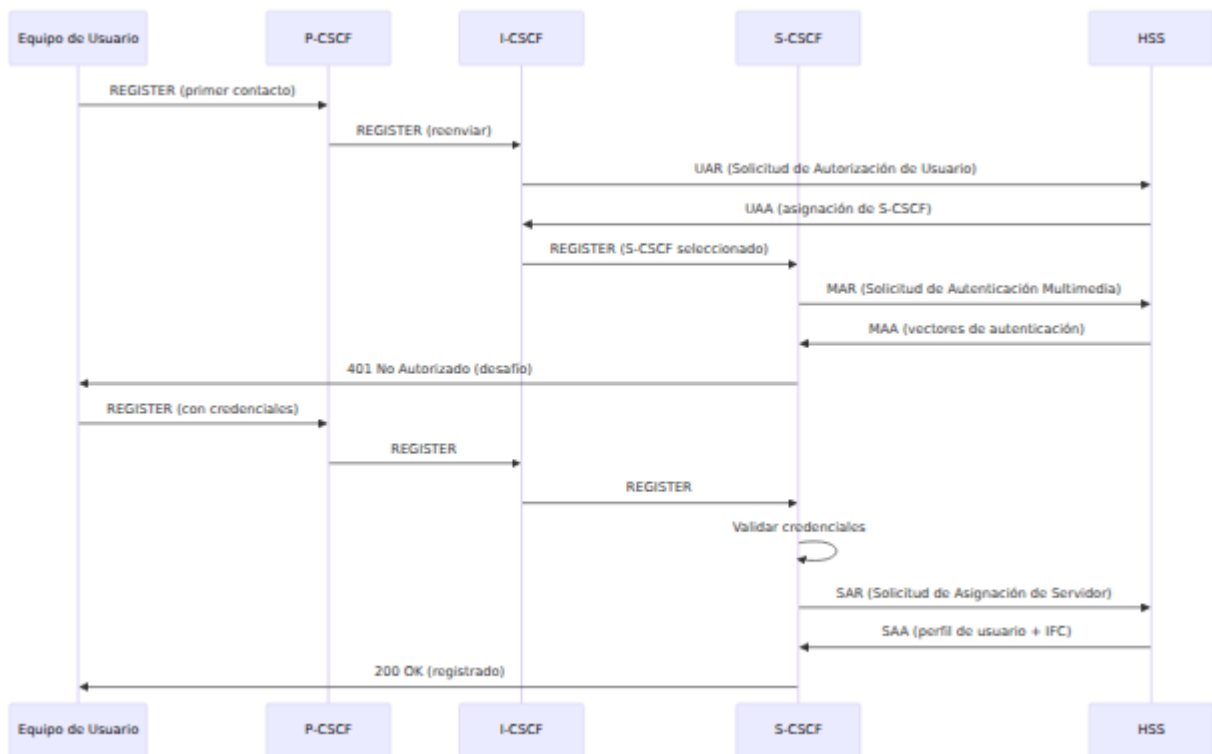 Equipo de Usuario P-CSCF I-CSCF S-CSCF HSS
REGISTER (primer contacto)
REGISTER (reenviar)
UAR (Solicitud de Autorización de Usuario)
UAA (asignación de S-CSCF)
REGISTER (S-CSCF seleccionado)
MAR (Solicitud de Autenticación Multimedia)
MAA (vectores de autenticación)
401 No Autorizado (desafío)
REGISTER (con credenciales)
REGISTER
REGISTER
Validar credenciales
SAR (Solicitud de Asignación de Servidor)
SAA (perfil de usuario + IFC)
200 OK (registrado)
Equipo de Usuario P-CSCF I-CSCF S-CSCF HSS